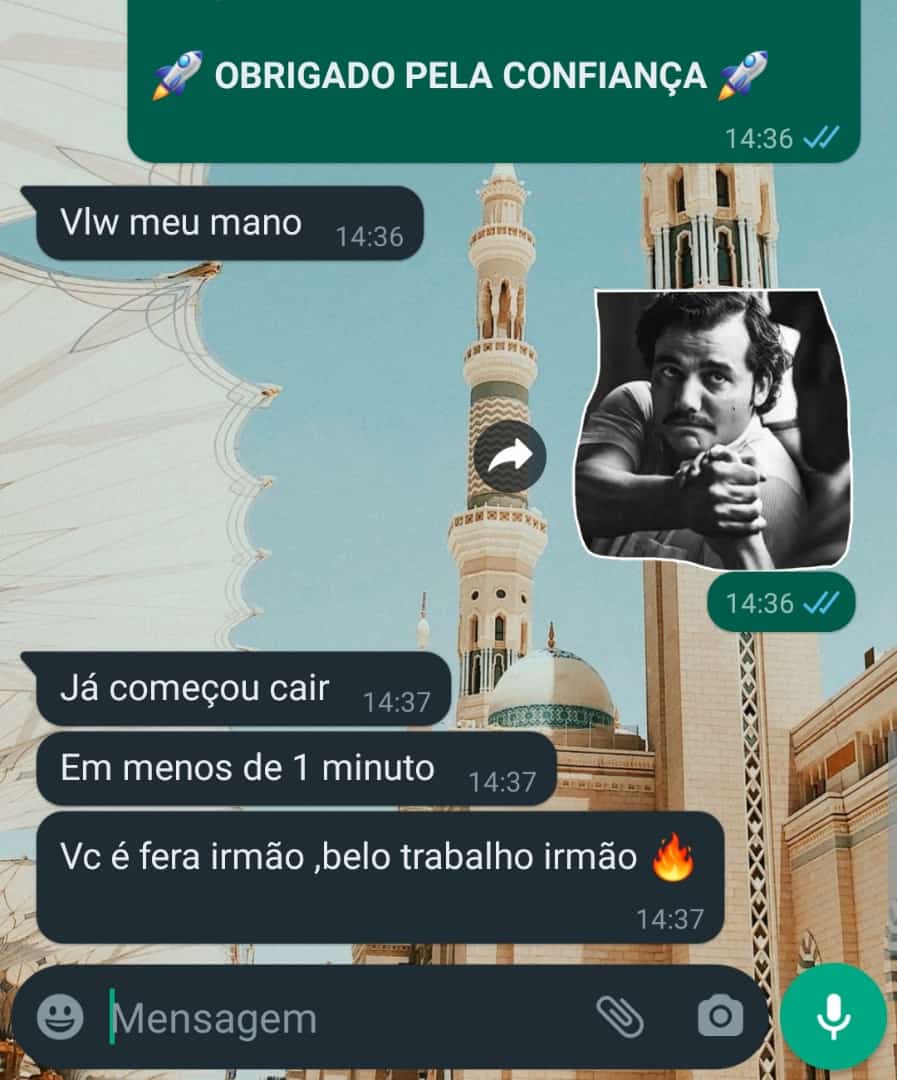 🚀 OBRIGADO PELA CONFIANÇA 🚀
14:36
Vlw meu mano 14:36
14:36
Já começou cair 14:37
Em menos de 1 minuto 14:37
Vc é fera irmão ,belo trabalho irmão 🔥
14:37
Mensagem